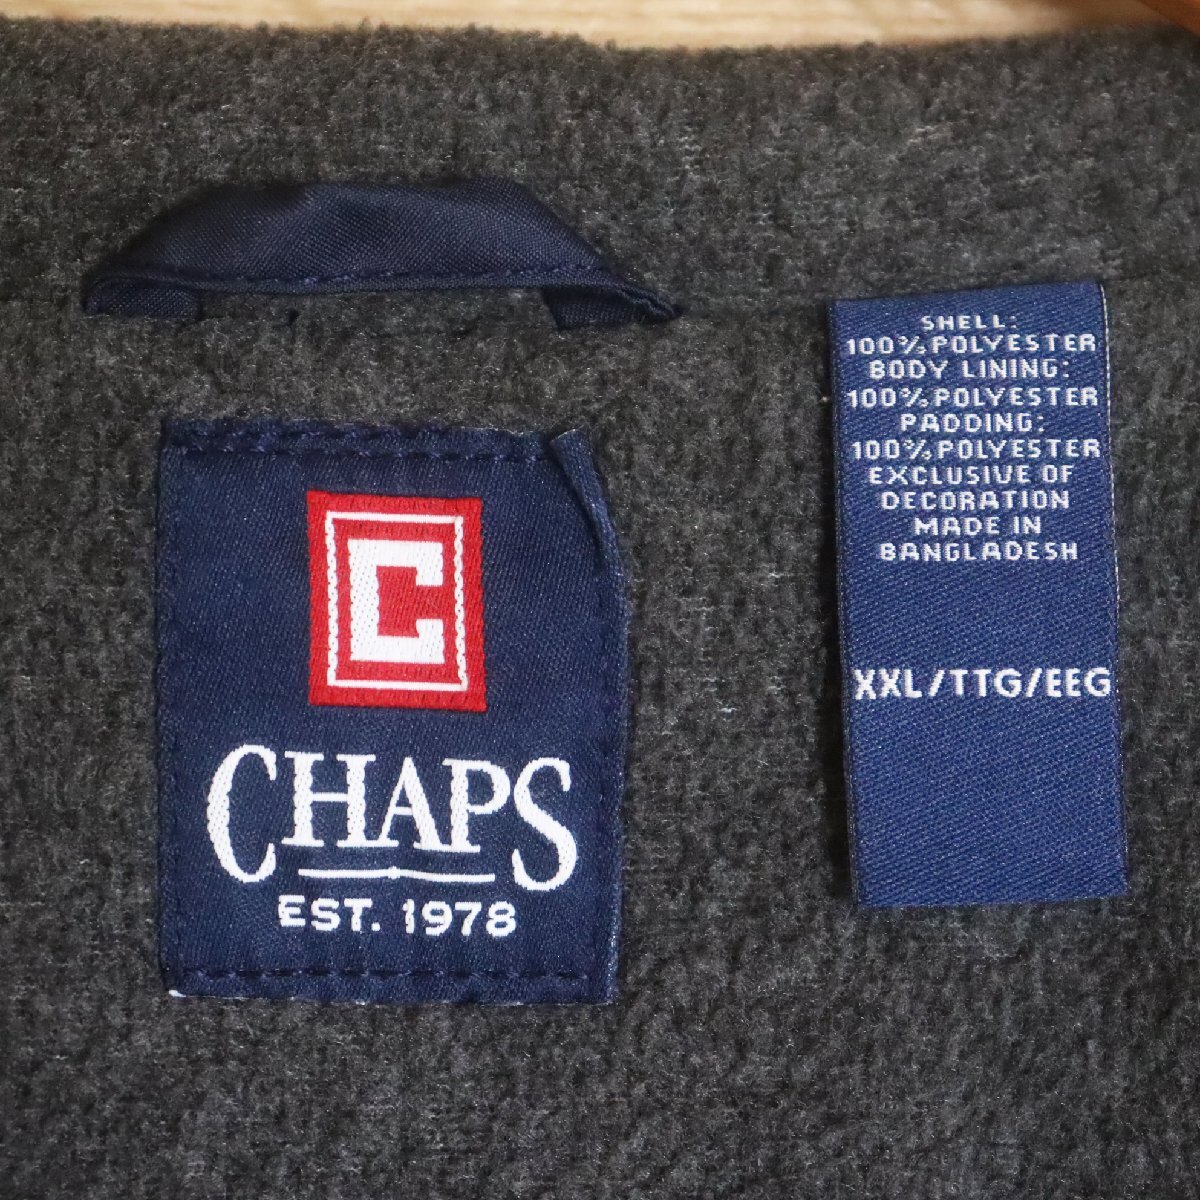 C
CHAPS
EST. 1978
SHELL:
100% POLYESTER
BODY LINING:
100% POLYESTER
PADDING:
100% POLYESTER
EXCLUSIVE OF
DECORATION
MADE IN
BANGLADESH
XXL/TTG/EEG